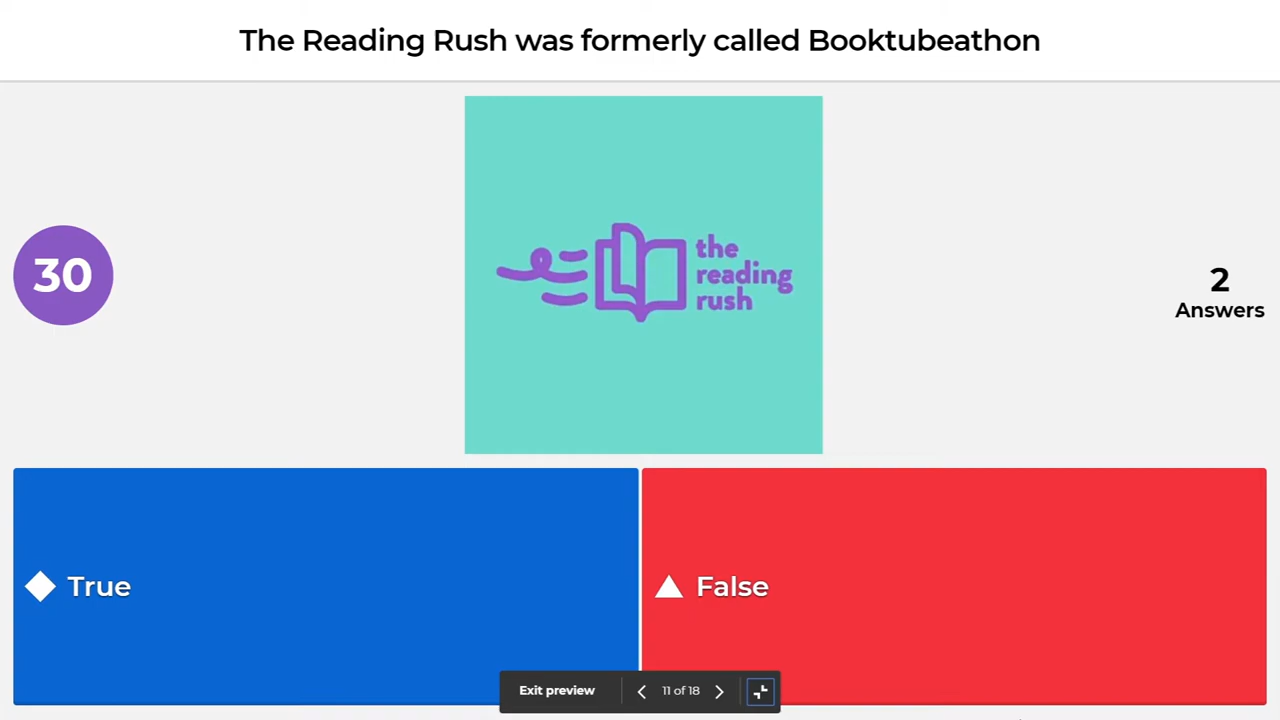 The Reading Rush was formerly called Booktubeathon
the
reading
rush
30
2
Answers
True
False
Exit preview
11 of 18